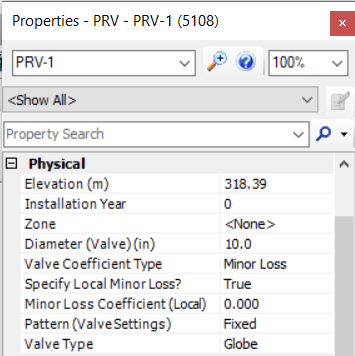 Properties - PRV - PRV-1 (5108)
PRV-1 100%
<Show All>
Property Search
Physical
Elevation (m) 318.39
Installation Year 0
Zone <None>
Diameter (Valve) (in) 10.0
Valve Coefficient Type Minor Loss
Specify Local Minor Loss? True
Minor Loss Coefficient (Local) 0.000
Pattern (Valve Settings) Fixed
Valve Type Globe